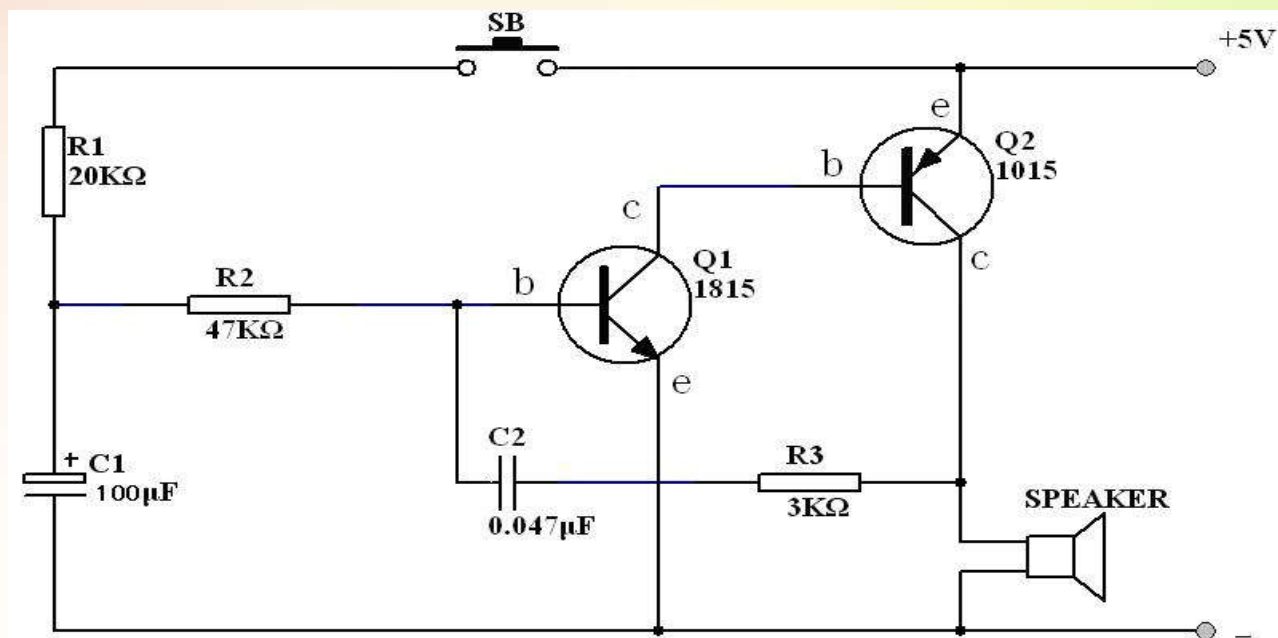 SB
+5V
e
R1
20KΩ
b
Q2
1015
c
c
R2
47KΩ
b
Q1
1815
e
C2
0.047µF
R3
3KΩ
+
C1
100µF
SPEAKER
−